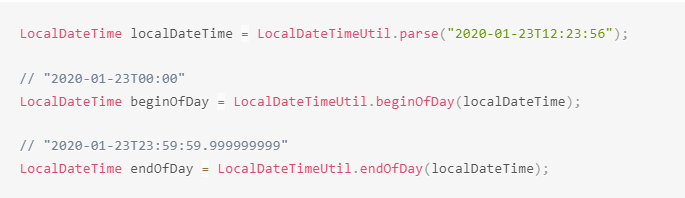 LocalDateTime localDateTime = LocalDateTimeUtil.parse("2020-01-23T12:23:56");
// "2020-01-23T00:00"
LocalDateTime beginOfDay = LocalDateTimeUtil.beginOfDay(localDateTime);
// "2020-01-23T23:59:59.999999999"
LocalDateTime endOfDay = LocalDateTimeUtil.endOfDay(localDateTime);